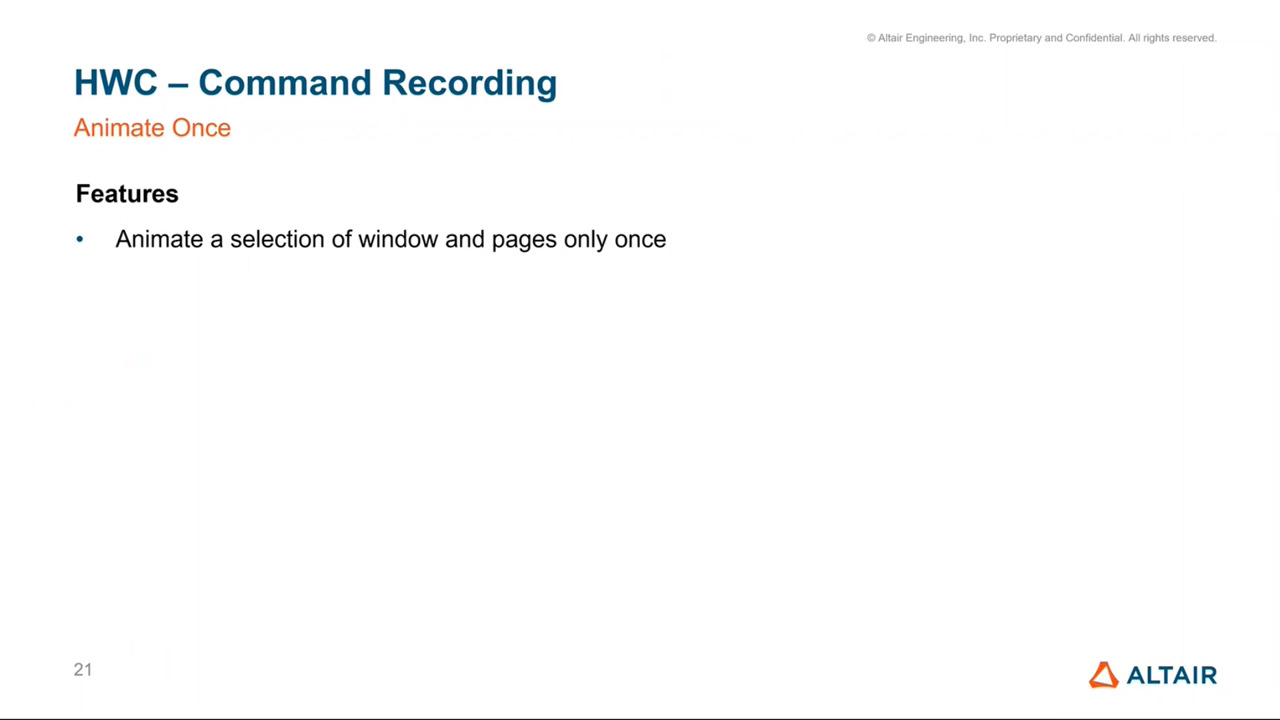 © Altair Engineering, Inc. Proprietary and Confidential. All rights reserved.
HWC – Command Recording
Animate Once
Features
• Animate a selection of window and pages only once
21
ALTAIR